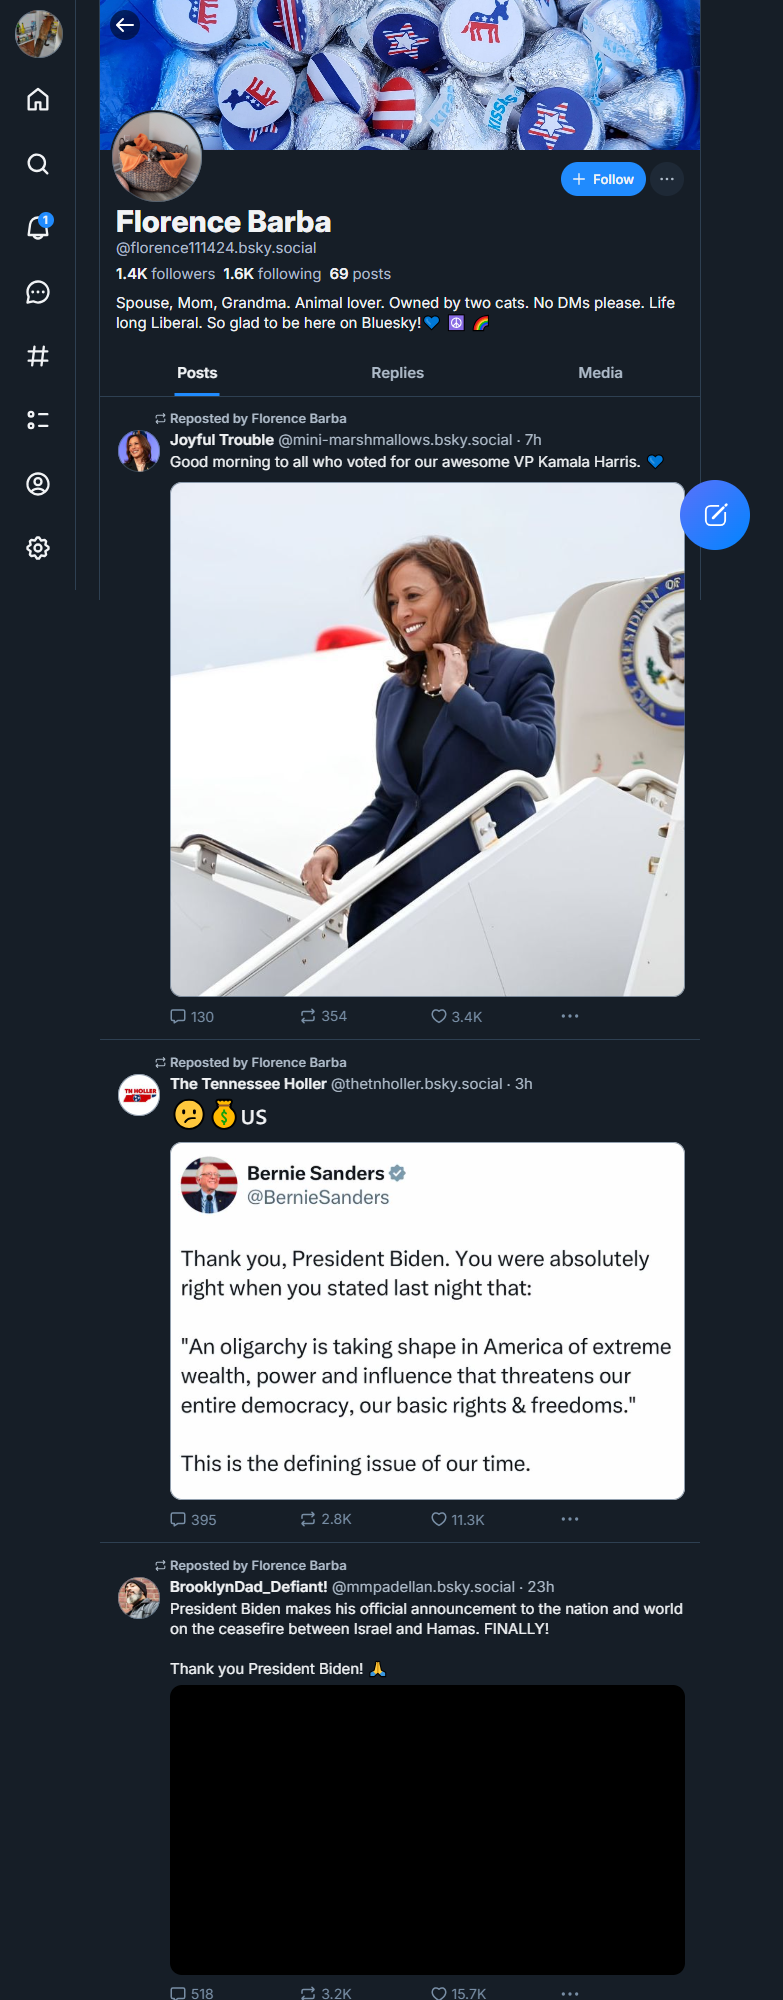 KISSES
1
+ Follow
Florence Barba
@florence111424.bsky.social
1.4K followers 1.6K following 69 posts
Spouse, Mom, Grandma. Animal lover. Owned by two cats. No DMs please. Life
long Liberal. So glad to be here on Bluesky!💙 ☮️ 🌈
Posts Replies Media
Reposted by Florence Barba
Joyful Trouble @mini-marshmallows.bsky.social · 7h
Good morning to all who voted for our awesome VP Kamala Harris. 💙
VICE PRESIDENT OF
130 354 3.4K
Reposted by Florence Barba
The Tennessee Holler @thetnholler.bsky.social · 3h
TN HOLLER
🫤 💰 US
Bernie Sanders
@BernieSanders
Thank you, President Biden. You were absolutely
right when you stated last night that:
"An oligarchy is taking shape in America of extreme
wealth, power and influence that threatens our
entire democracy, our basic rights & freedoms."
This is the defining issue of our time.
395 2.8K 11.3K
Reposted by Florence Barba
BrooklynDad_Defiant! @mmpadellan.bsky.social · 23h
President Biden makes his official announcement to the nation and world
on the ceasefire between Israel and Hamas. FINALLY!
Thank you President Biden! 🙏
518 3.2K 15.7K